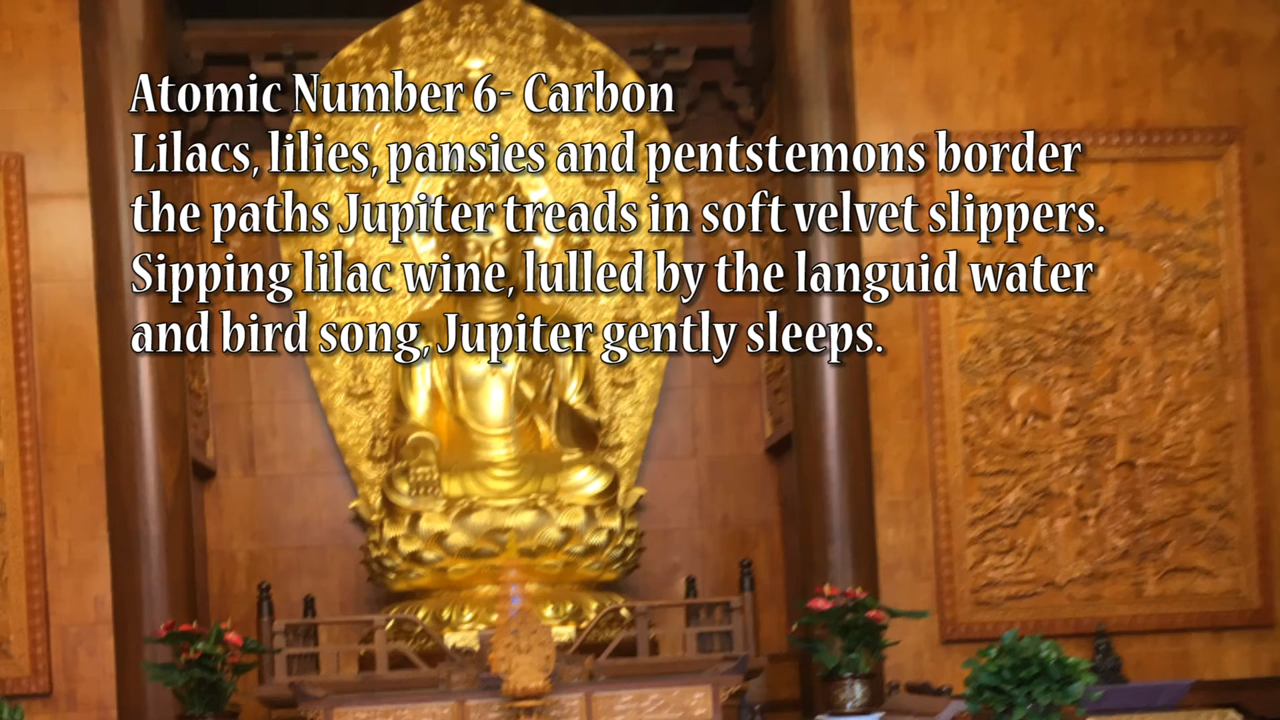 Atomic Number 6- Carbon
Lilacs, lilies, pansies and pentstemons border
the paths Jupiter treads in soft velvet slippers.
Sipping lilac wine, lulled by the languid water
and bird song, Jupiter gently sleeps.